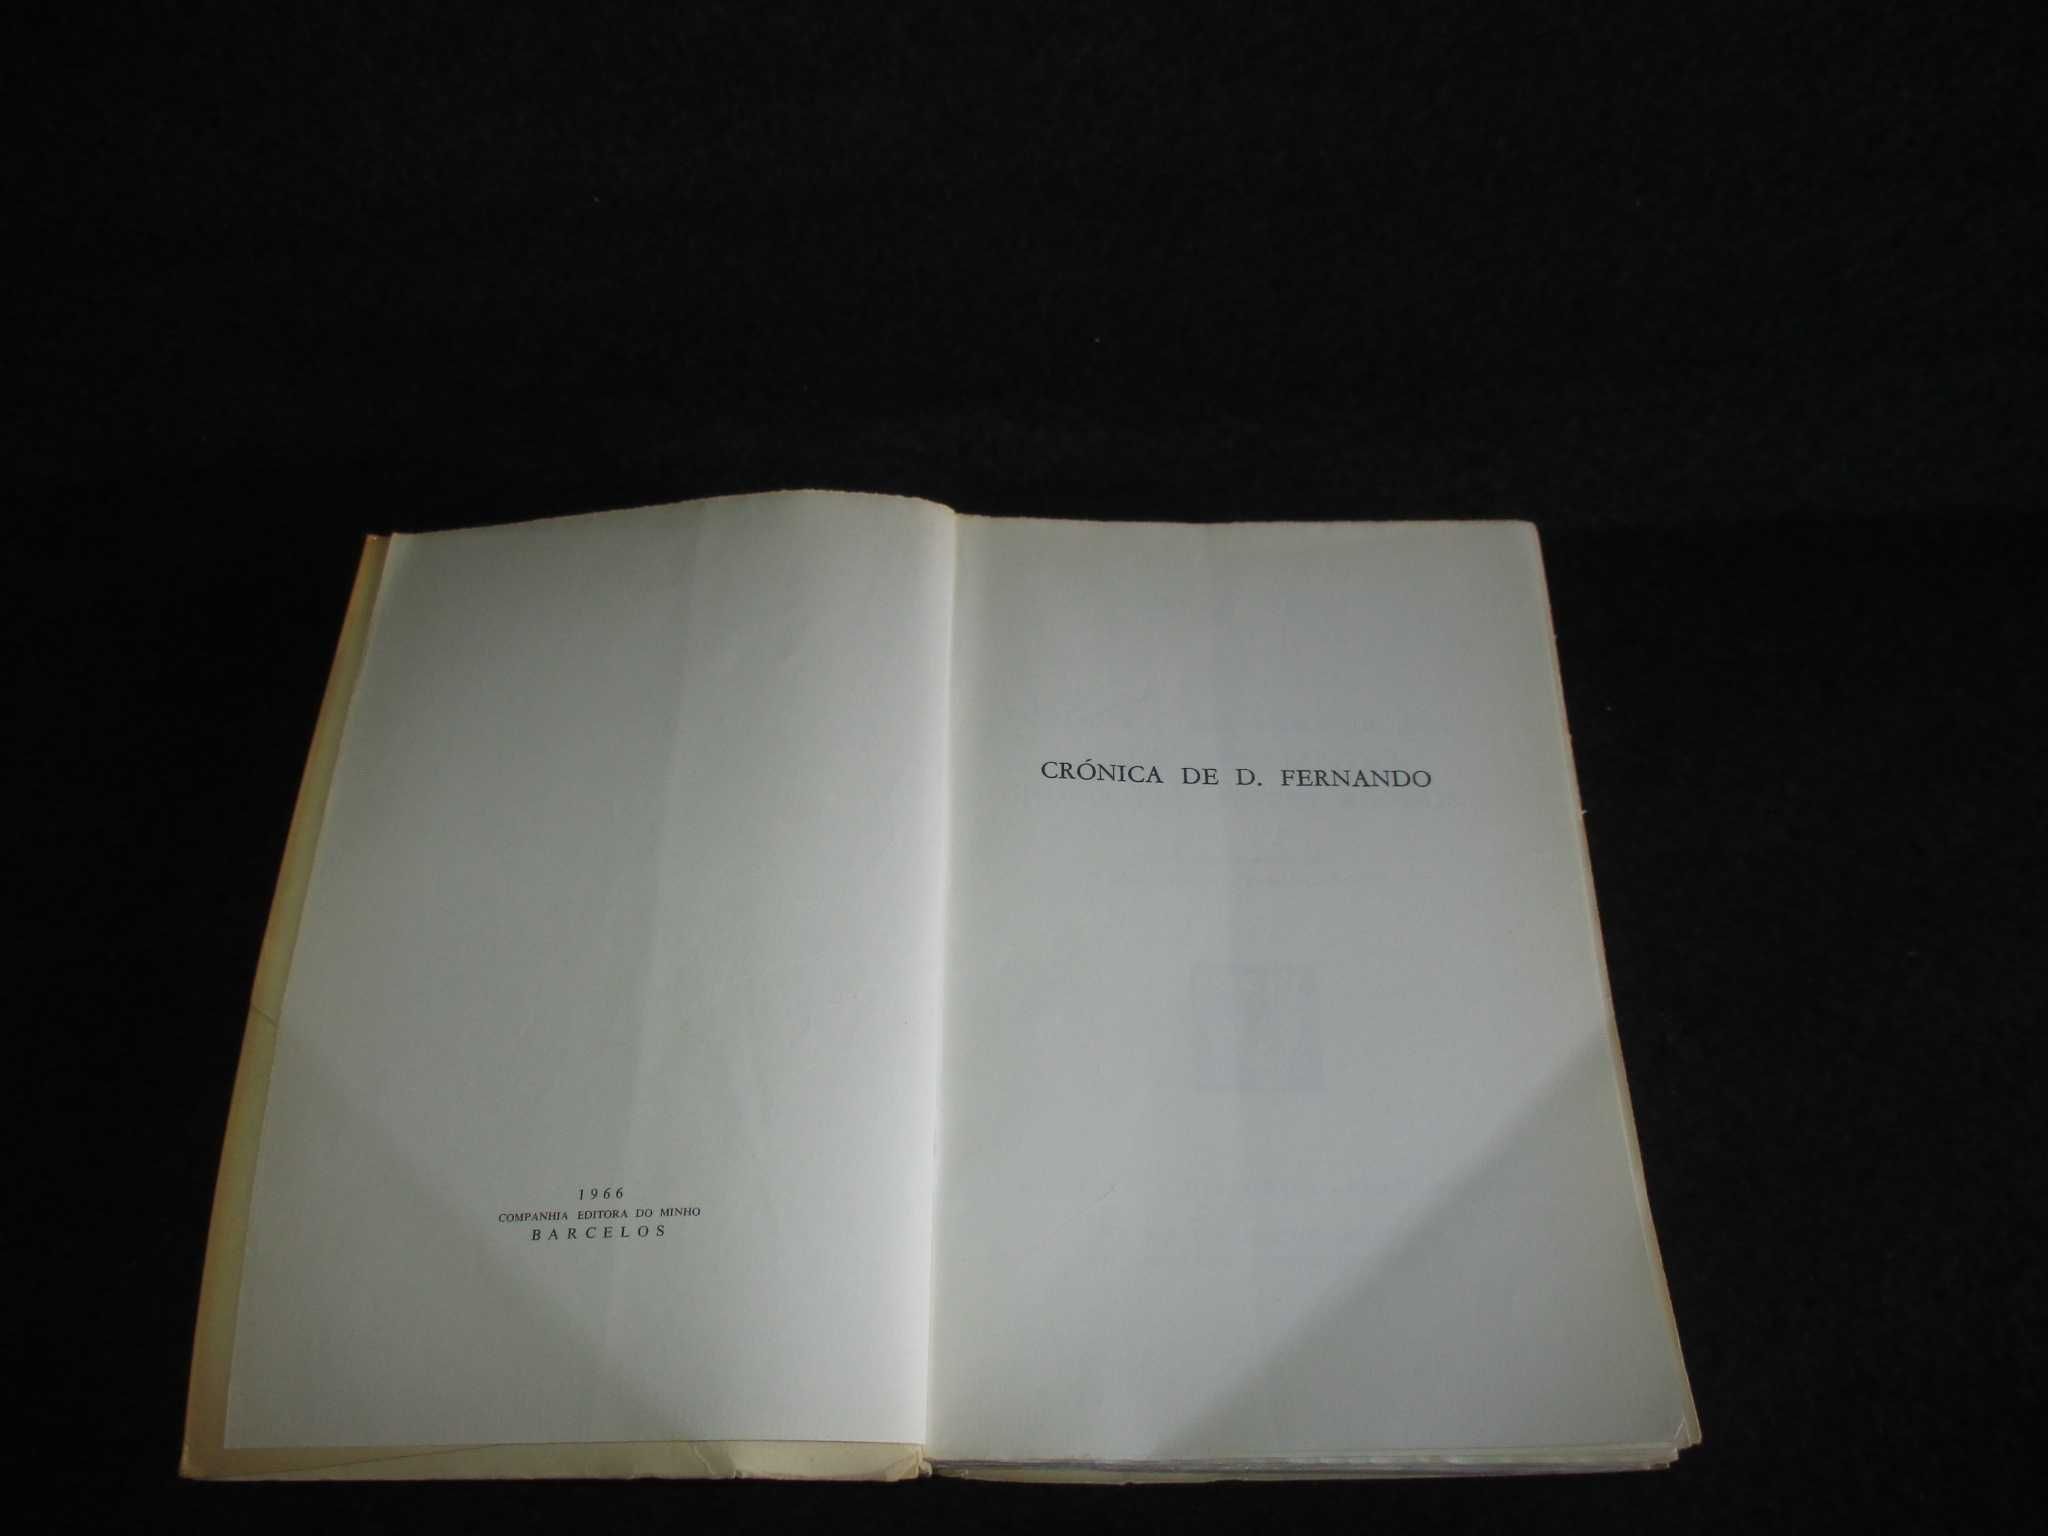 1966
COMPANHIA EDITORA DO MINHO
BARCELOS
CRÓNICA DE D. FERNANDO